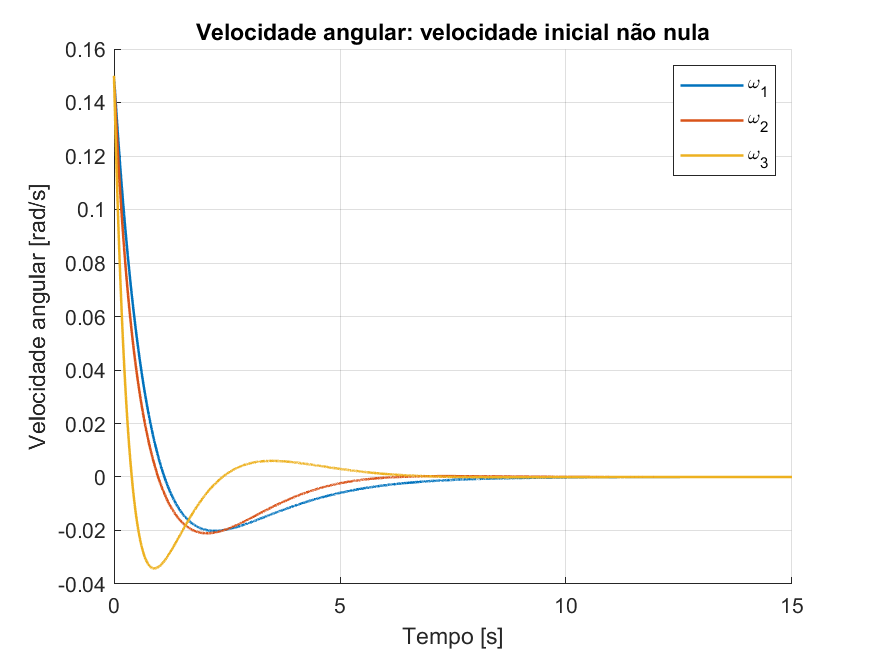 Velocidade angular: velocidade inicial não nula
0.16
0.14
0.12
0.1
0.08
0.06
0.04
0.02
0
-0.02
-0.04
Velocidade angular [rad/s]
ω1
ω2
ω3
0 5 10 15
Tempo [s]